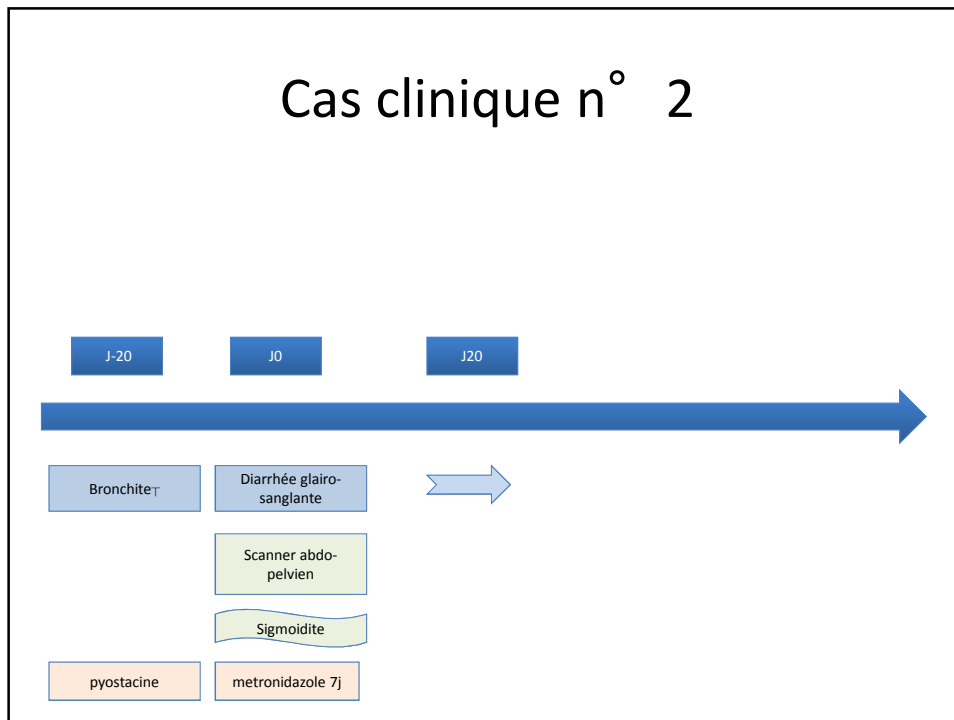 Cas clinique n° 2
J-20
J0
J20
Bronchite┬
Diarrhée glairo-
sanglante
Scanner abdo-
pelvien
Sigmoidite
pyostacine
metronidazole 7j